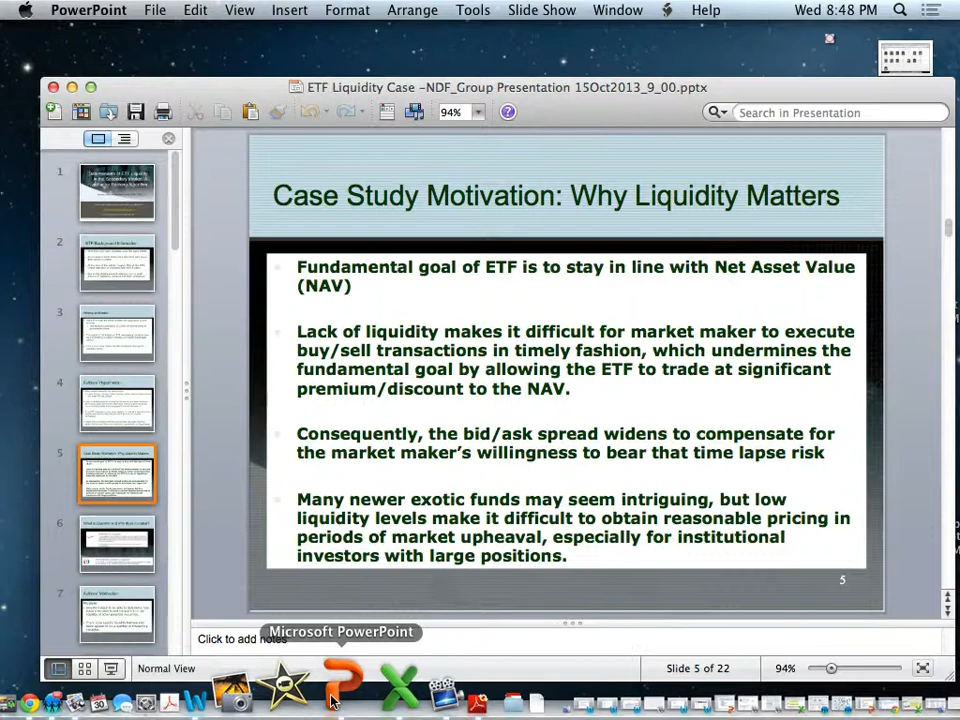 PowerPoint File Edit View Insert Format Arrange Tools Slide Show Window Help Wed 8:48 PM
ETF Liquidity Case -NDF_Group Presentation 15Oct2013_9_00.pptx
94% Search in Presentation
1
2
3
4
5
6
7
Case Study Motivation: Why Liquidity Matters
Fundamental goal of ETF is to stay in line with Net Asset Value
(NAV)
Lack of liquidity makes it difficult for market maker to execute
buy/sell transactions in timely fashion, which undermines the
fundamental goal by allowing the ETF to trade at significant
premium/discount to the NAV.
Consequently, the bid/ask spread widens to compensate for
the market maker's willingness to bear that time lapse risk
Many newer exotic funds may seem intriguing, but low
liquidity levels make it difficult to obtain reasonable pricing in
periods of market upheaval, especially for institutional
investors with large positions.
5
Click to add notes
Microsoft PowerPoint
Normal View Slide 5 of 22 94%